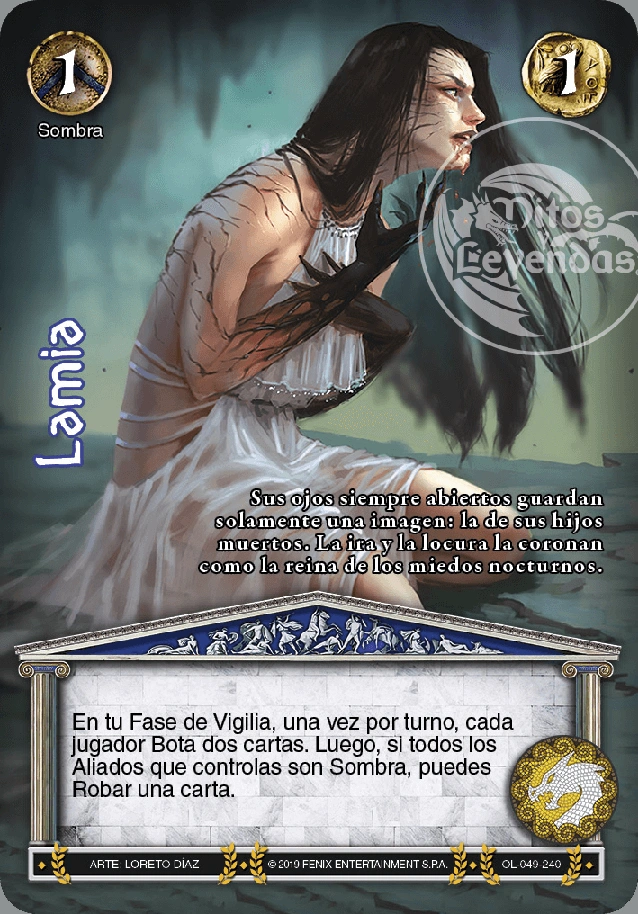 1
1
Sombra
Mitos
Leyendas
Lamia
Sus ojos siempre abiertos guardan
solamente una imagen: la de sus hijos
muertos. La ira y la locura la coronan
como la reina de los miedos nocturnos.
En tu Fase de Vigilia, una vez por turno, cada
jugador Bota dos cartas. Luego, si todos los
Aliados que controlas son Sombra, puedes
Robar una carta.
ARTE: LORETO DÍAZ
© 2019 FENIX ENTERTAINMENT S.P.A.
OL-049-240